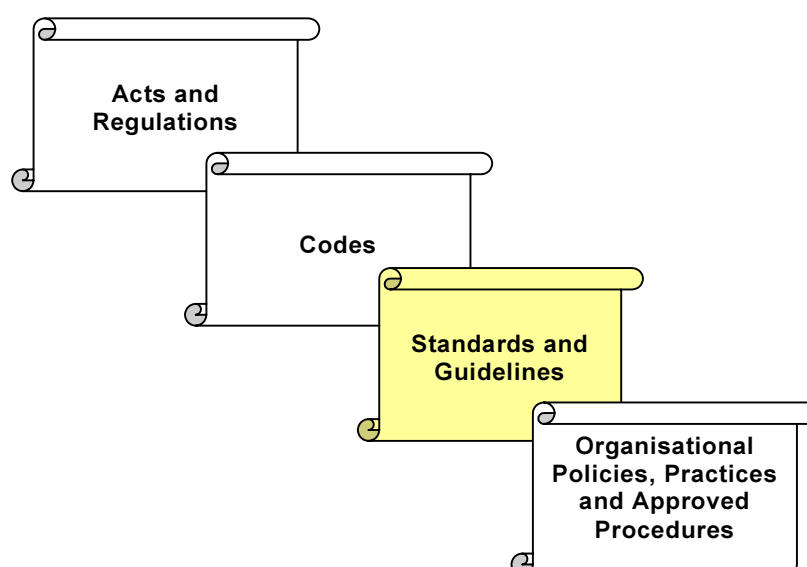 Acts and
Regulations
Codes
Standards and
Guidelines
Organisational
Policies, Practices
and Approved
Procedures